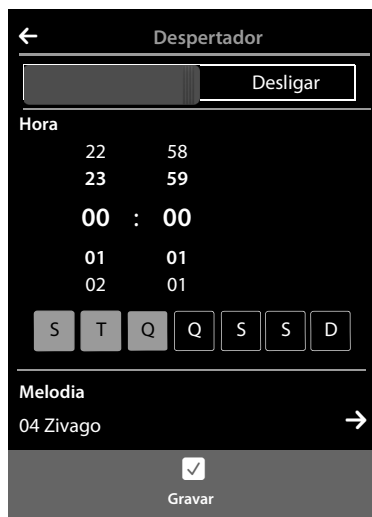 Despertador
Desligar
Hora
22 58
23 59
00 : 00
01 01
02 01
S T Q Q S S D
Melodia
04 Zivago
Gravar